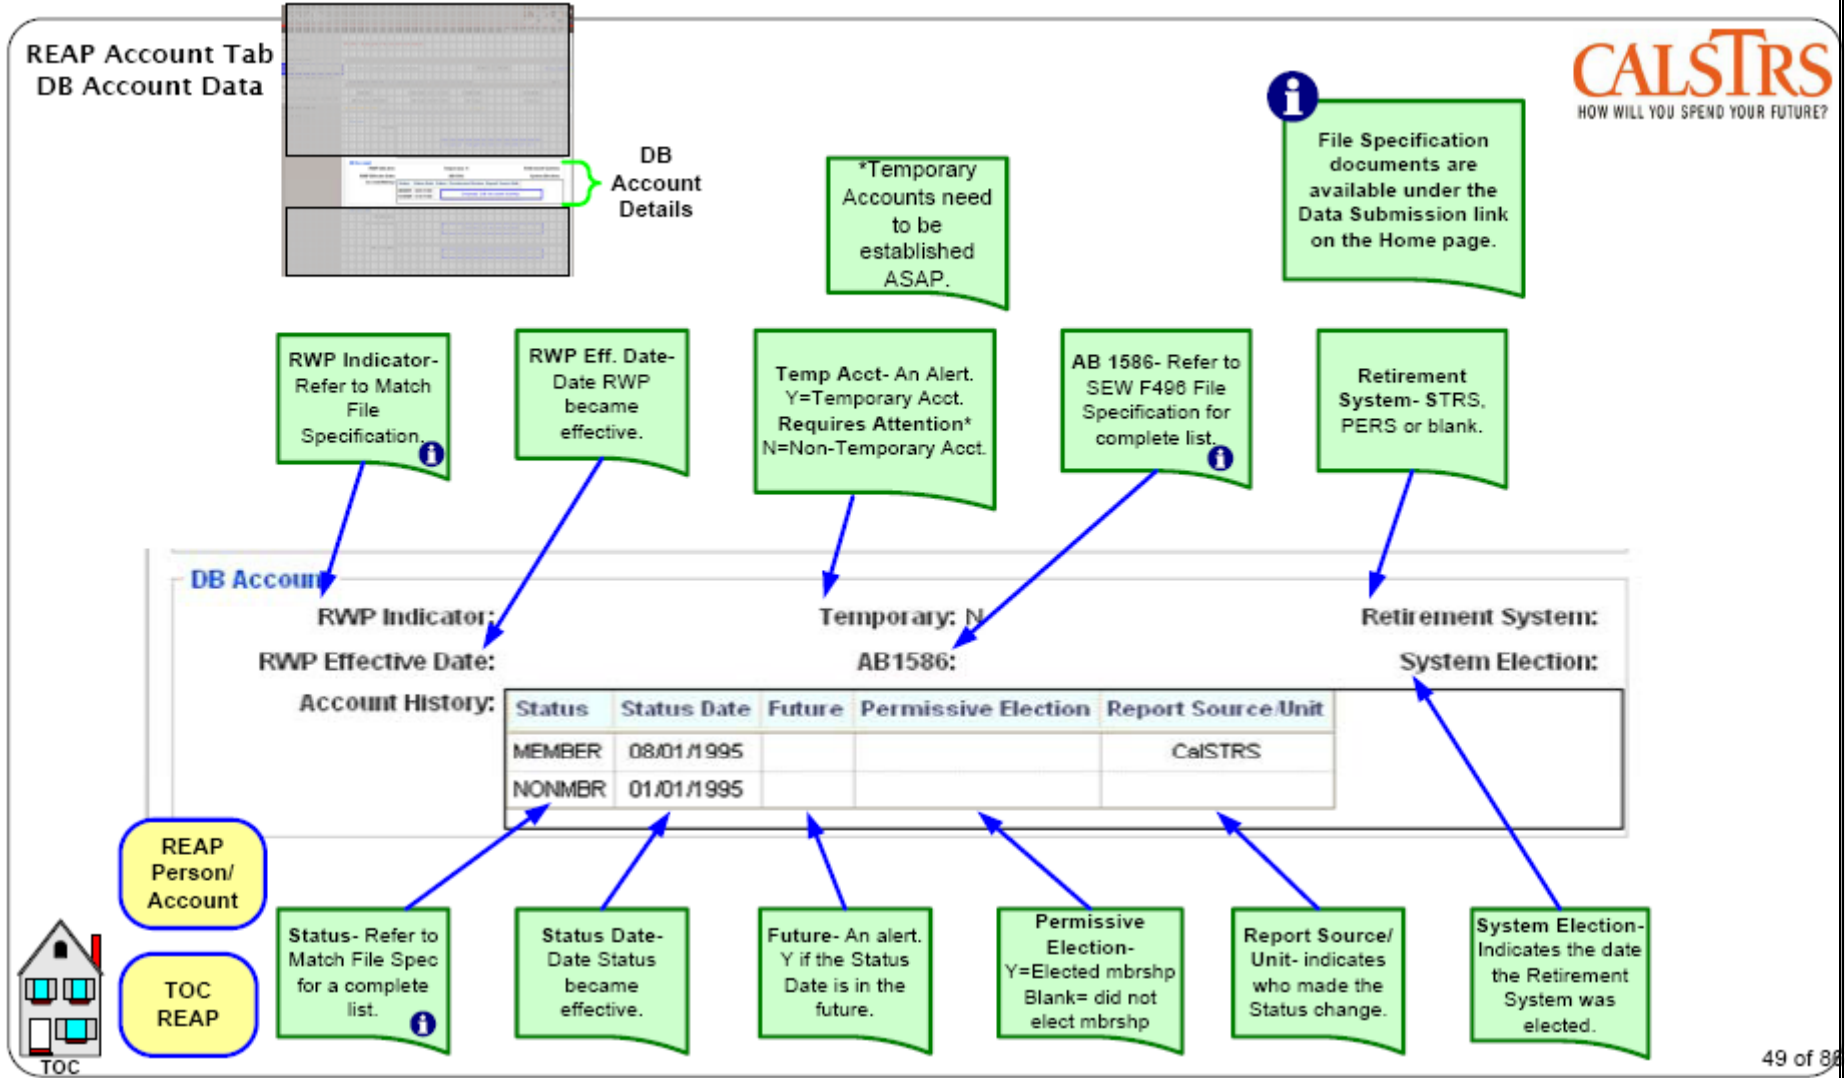 REAP Account Tab
DB Account Data
DB
Account
Details
*Temporary
Accounts need
to be
established
ASAP.
File Specification
documents are
available under the
Data Submission link
on the Home page.
CALSTRS
HOW WILL YOU SPEND YOUR FUTURE?
RWP Indicator-
Refer to Match
File
Specification.
RWP Eff. Date-
Date RWP
became
effective.
Temp Acct- An Alert.
Y=Temporary Acct.
Requires Attention*
N=Non-Temporary Acct.
AB 1586- Refer to
SEW F496 File
Specification for
complete list.
Retirement
System- STRS,
PERS or blank.
DB Account
RWP Indicator: Temporary: N Retirement System:
RWP Effective Date: AB1586: System Election:
Account History:
Status Status Date Future Permissive Election Report Source/Unit
MEMBER 08/01/1995 CalSTRS
NONMBR 01/01/1995
REAP
Person/
Account
TOC
REAP
TOC
Status- Refer to
Match File Spec
for a complete
list.
Status Date-
Date Status
became
effective.
Future- An alert.
Y if the Status
Date is in the
future.
Permissive
Election-
Y=Elected mbrshp
Blank= did not
elect mbrshp
Report Source/
Unit- indicates
who made the
Status change.
System Election-
Indicates the date
the Retirement
System was
elected.
49 of 86